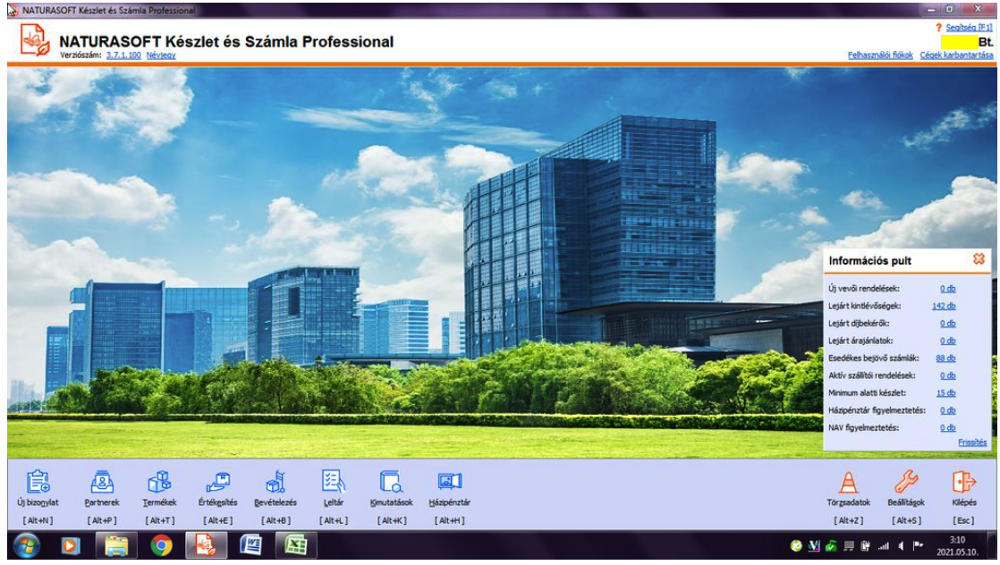 NATURASOFT Készlet és Számla Professional
? Segítség [F1]
NATURASOFT Készlet és Számla Professional
Bt.
Verziószám: 3.7.1.100 Névjegy
Felhasználói fiókok Cégek karbantartása
Információs pult
Új vevői rendelések: 0 db
Lejárt kintlévőségek: 142 db
Lejárt díjbekérők: 0 db
Lejárt árajánlatok: 0 db
Esedékes bejövő számlák: 88 db
Aktív szállítói rendelések: 0 db
Minimum alatti készlet: 15 db
Házipénztár figyelmeztetés: 0 db
NAV figyelmeztetés: 0 db
Frissítés
Új bizonylat Partnerek Termékek Értékesítés Bevételezés Leltár Kimutatások Házipénztár Törzsadatok Beállítások Kilépés
[ Alt+N ] [ Alt+P ] [ Alt+T ] [ Alt+E ] [ Alt+B ] [ Alt+L ] [ Alt+K ] [ Alt+H ] [ Alt+Z ] [ Alt+S ] [ Esc ]
3:10
2021.05.10.